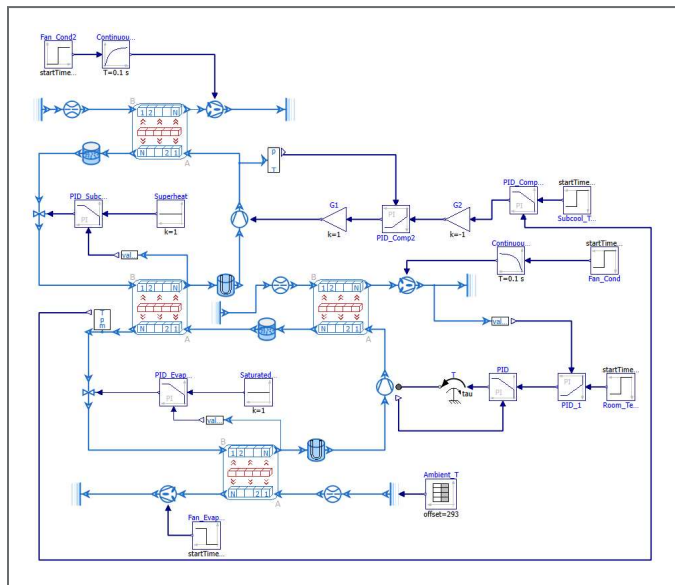 Fan_Cond2
Continuou...
startTime...
T=0.1 s
B
1 2 N
N 2 1
A
P
T
PID_Subc...
Superheat
k=1
G1
k=1
PI
PID_Comp2
G2
k=-1
PID_Comp...
startTime...
PI
Subcool_T...
val...
Continuou...
startTime...
T=0.1 s
Fan_Cond
B
1 2 N
N 2 1
A
B
1 2 N
N 2 1
A
T
p
m
val...
PID_Evap...
Saturated...
PI
k=1
T
tau
PID
PI
startTime...
PI
PID_1
Room_Te...
val...
B
1 2 N
N 2 1
A
Ambient_T
offset=293
Fan_Evap...
startTime...